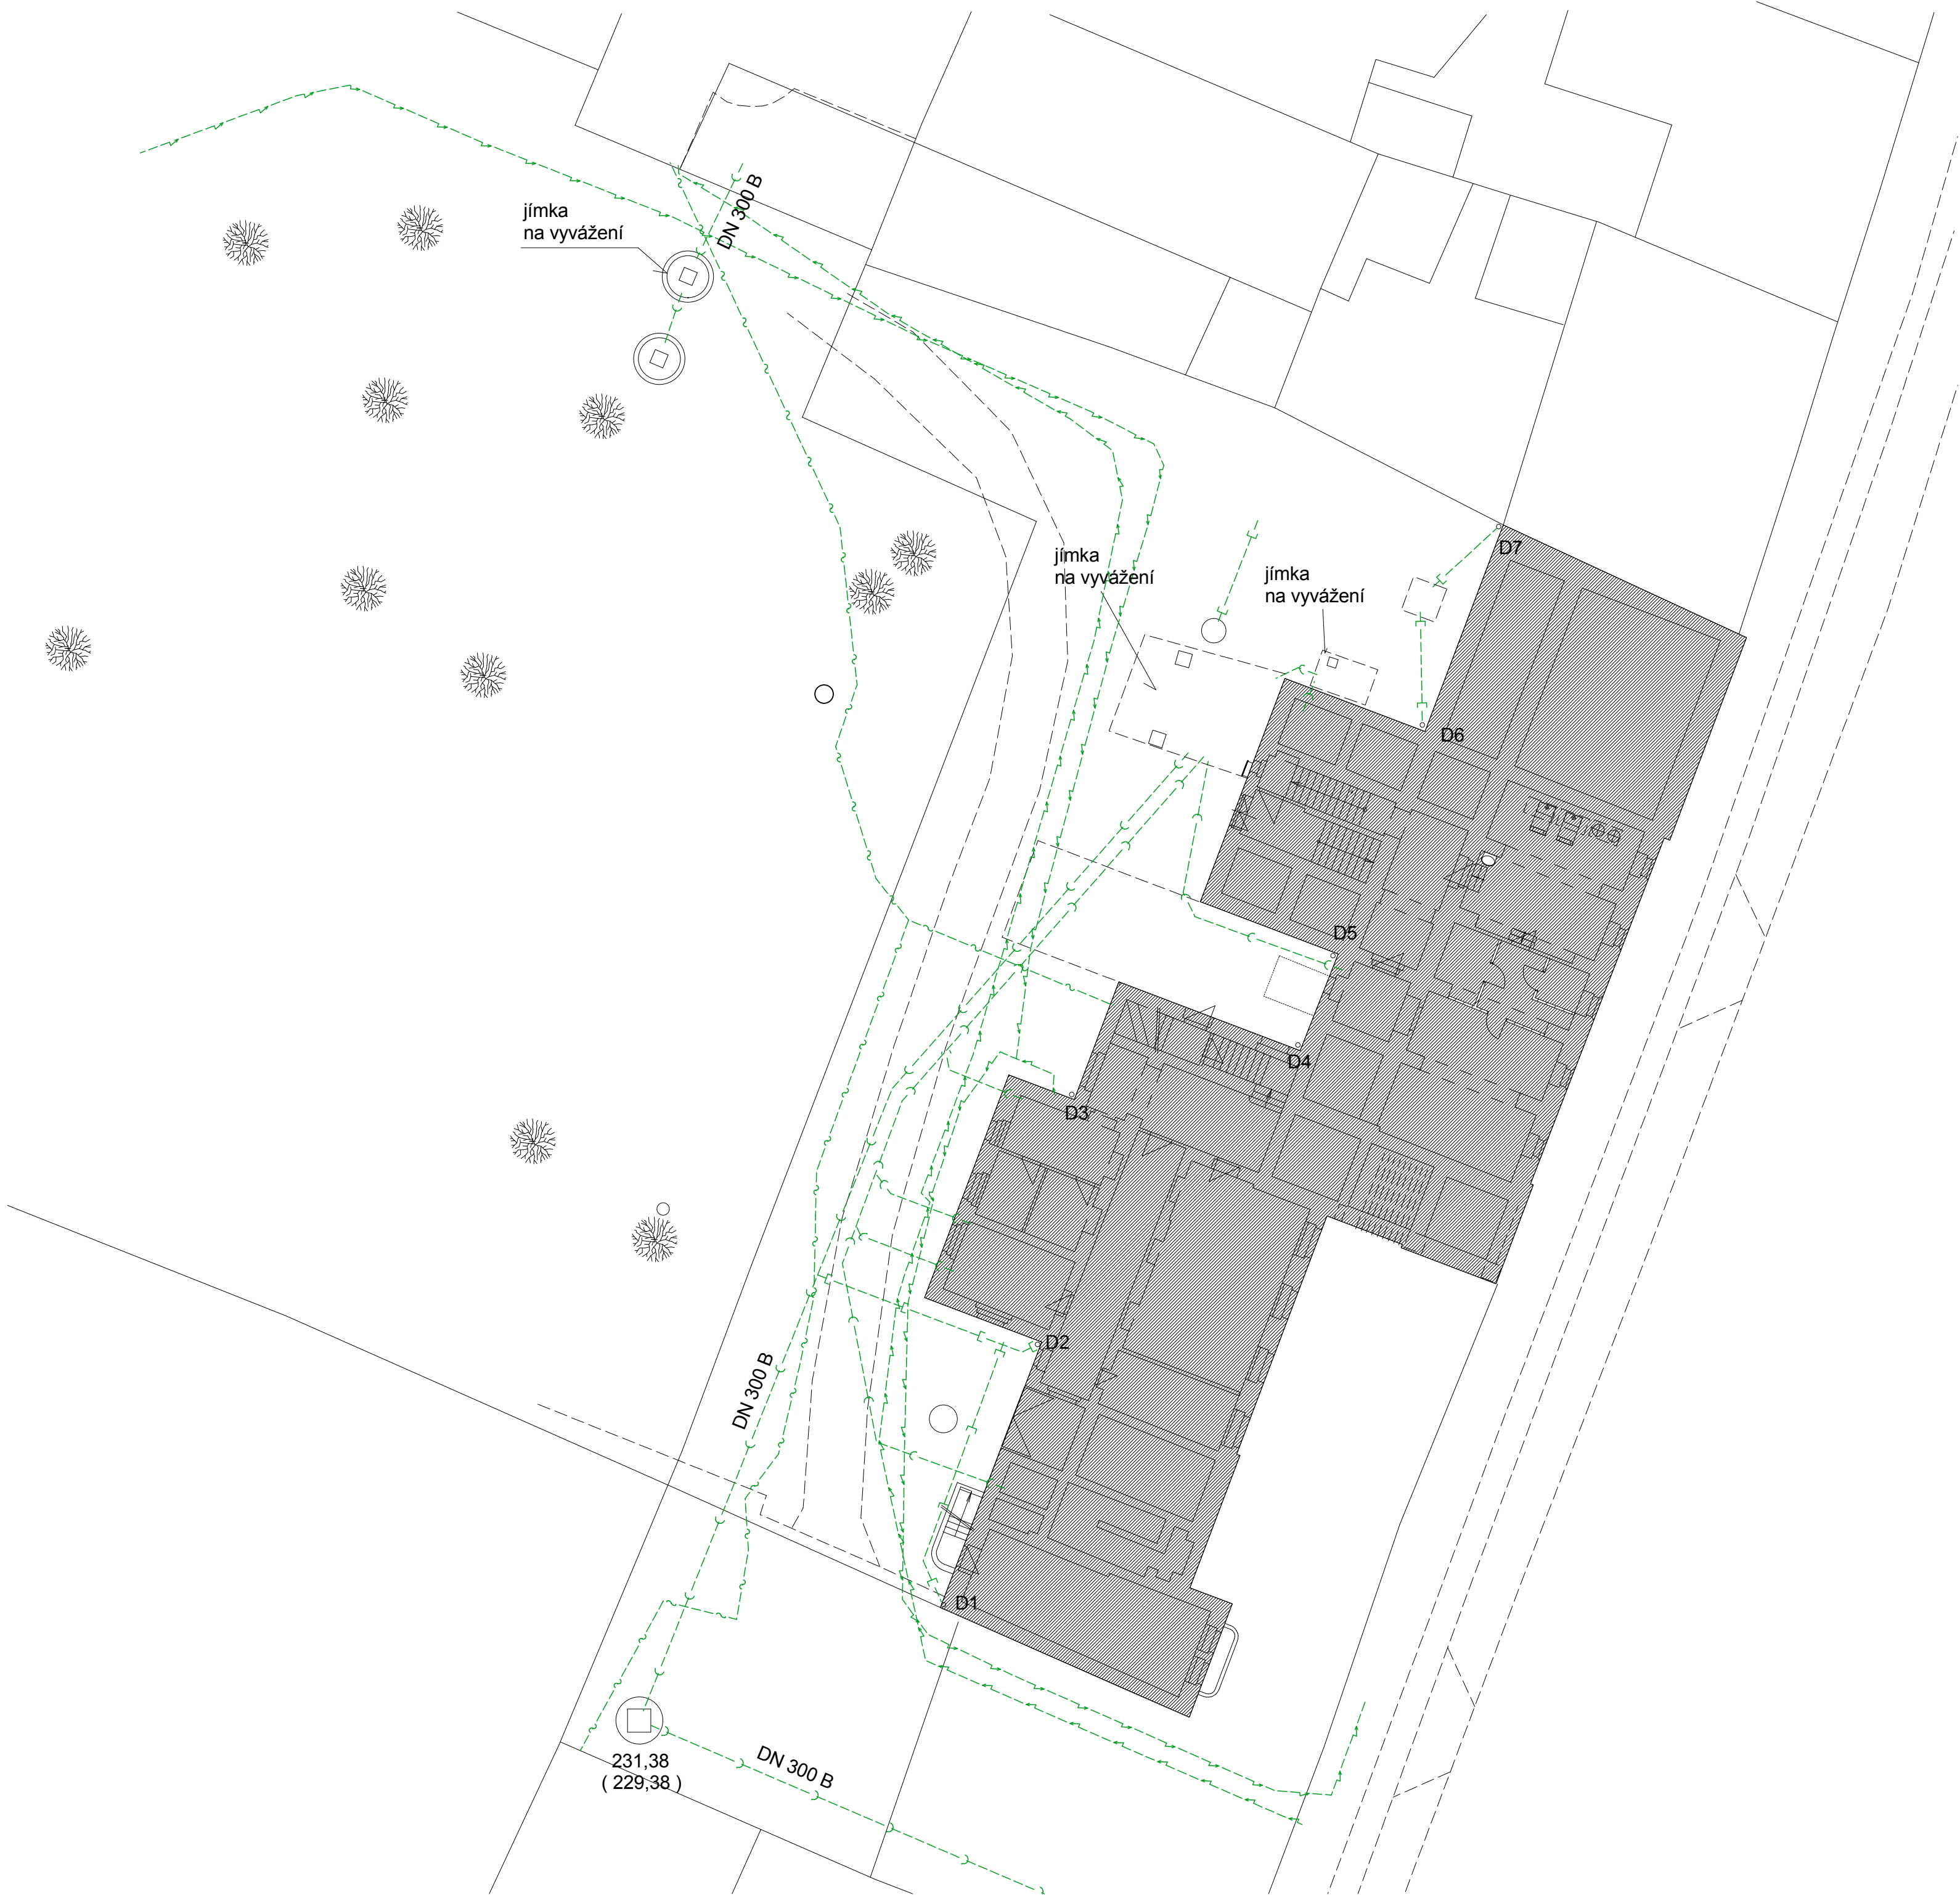 DN 300 B
jímka
na vyvážení
jímka
na vyvážení
jímka
na vyvážení
D7
D6
D5
D4
D3
D2
DN 300 B
D1
231,38
( 229,38 )
DN 300 B